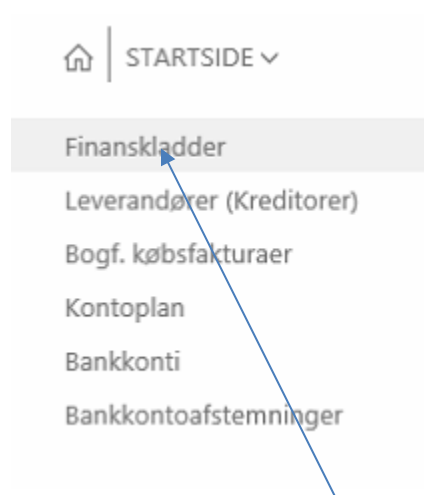 STARTSIDE
Finanskladder
Leverandører (Kreditorer)
Bogf. købsfakturaer
Kontoplan
Bankkonti
Bankkontoafstemninger